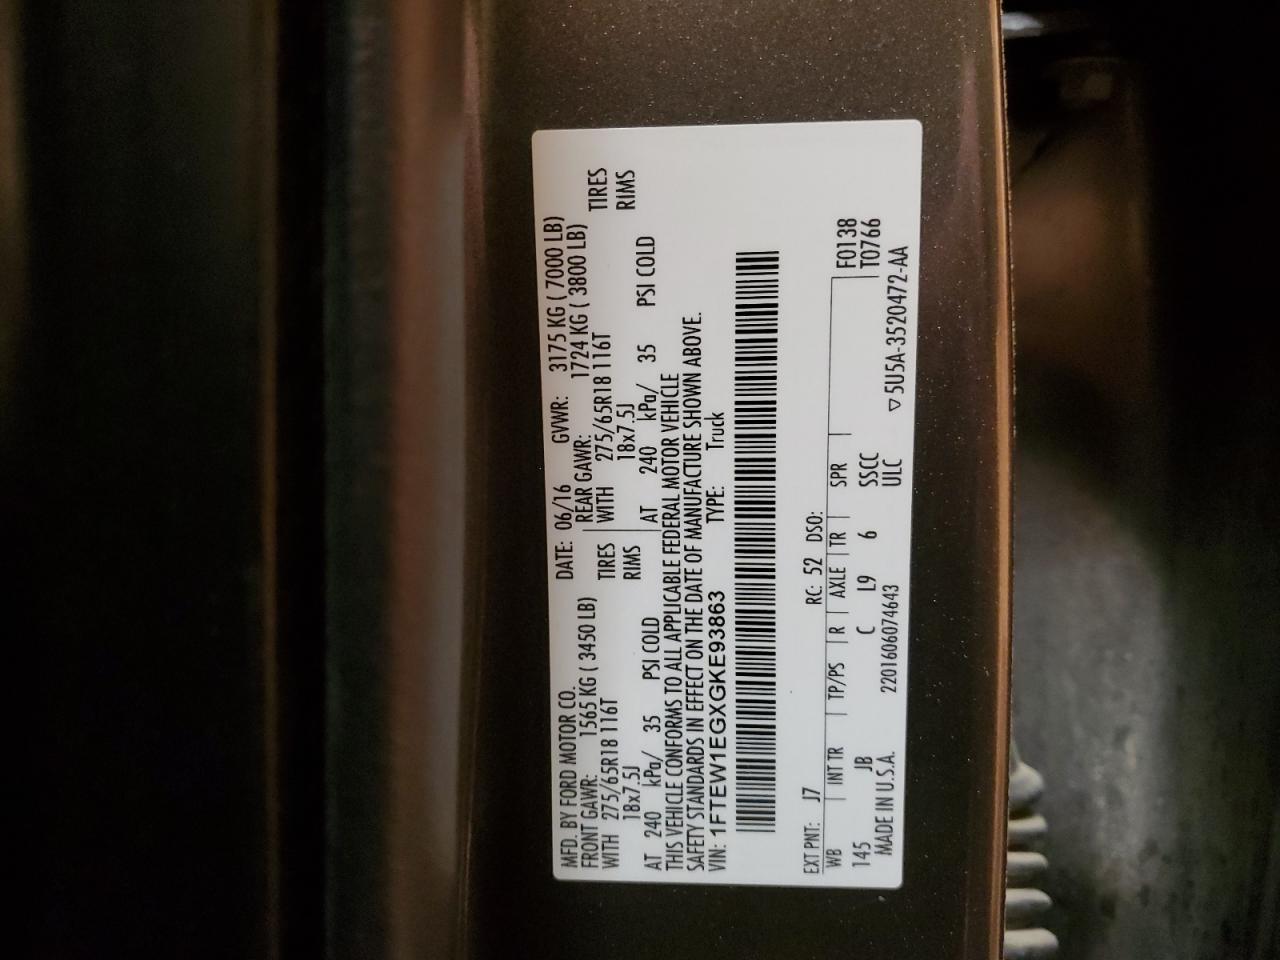 MFD. BY FORD MOTOR CO. DATE: 06/16 GVWR: 3175 KG ( 7000 LB)
FRONT GAWR: 1565 KG ( 3450 LB) REAR GAWR: 1724 KG ( 3800 LB)
WITH 275/65R18 116T TIRES WITH 275/65R18 116T TIRES
18x7.5J RIMS 18x7.5J RIMS
AT 240 kPa/ 35 PSI COLD AT 240 kPa/ 35 PSI COLD
THIS VEHICLE CONFORMS TO ALL APPLICABLE FEDERAL MOTOR VEHICLE
SAFETY STANDARDS IN EFFECT ON THE DATE OF MANUFACTURE SHOWN ABOVE.
VIN: 1FTEW1EGXGKE93863 TYPE: Truck
EXT PNT: J7 RC: 52 DSO:
WB INT TR TP/PS R AXLE TR SPR F0138
145 JB C L9 6 SSCC T0766
MADE IN U.S.A. 2201606074643 ULC ▽ 5U5A-3520472-AA